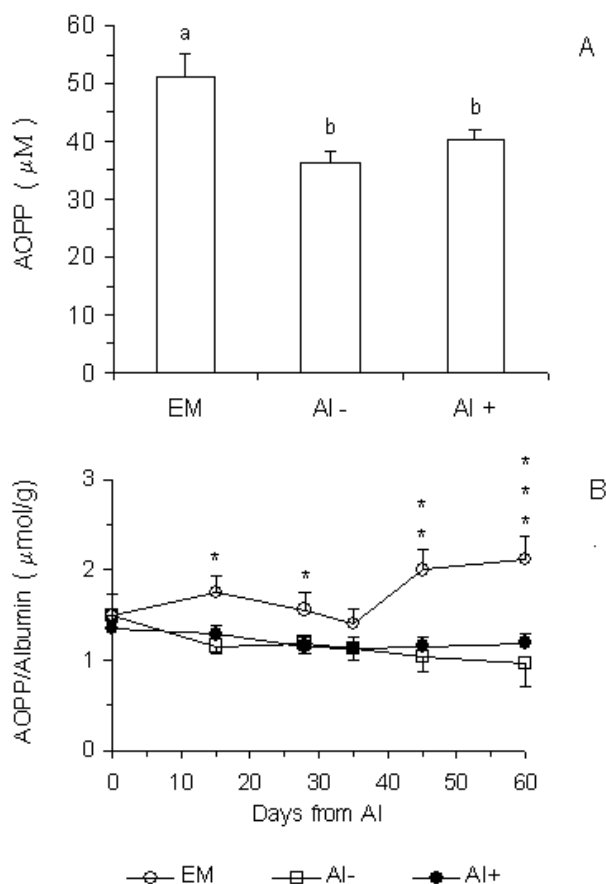 60
50
40
30
20
10
0
AOPP ( μM )
a
b
b
A
EM AI - AI +
3
2
1
0
AOPP/Albumin ( μmol/g)
*
*
*
*
*
*
*
B
0 10 20 30 40 50 60
Days from AI
EM AI- AI+